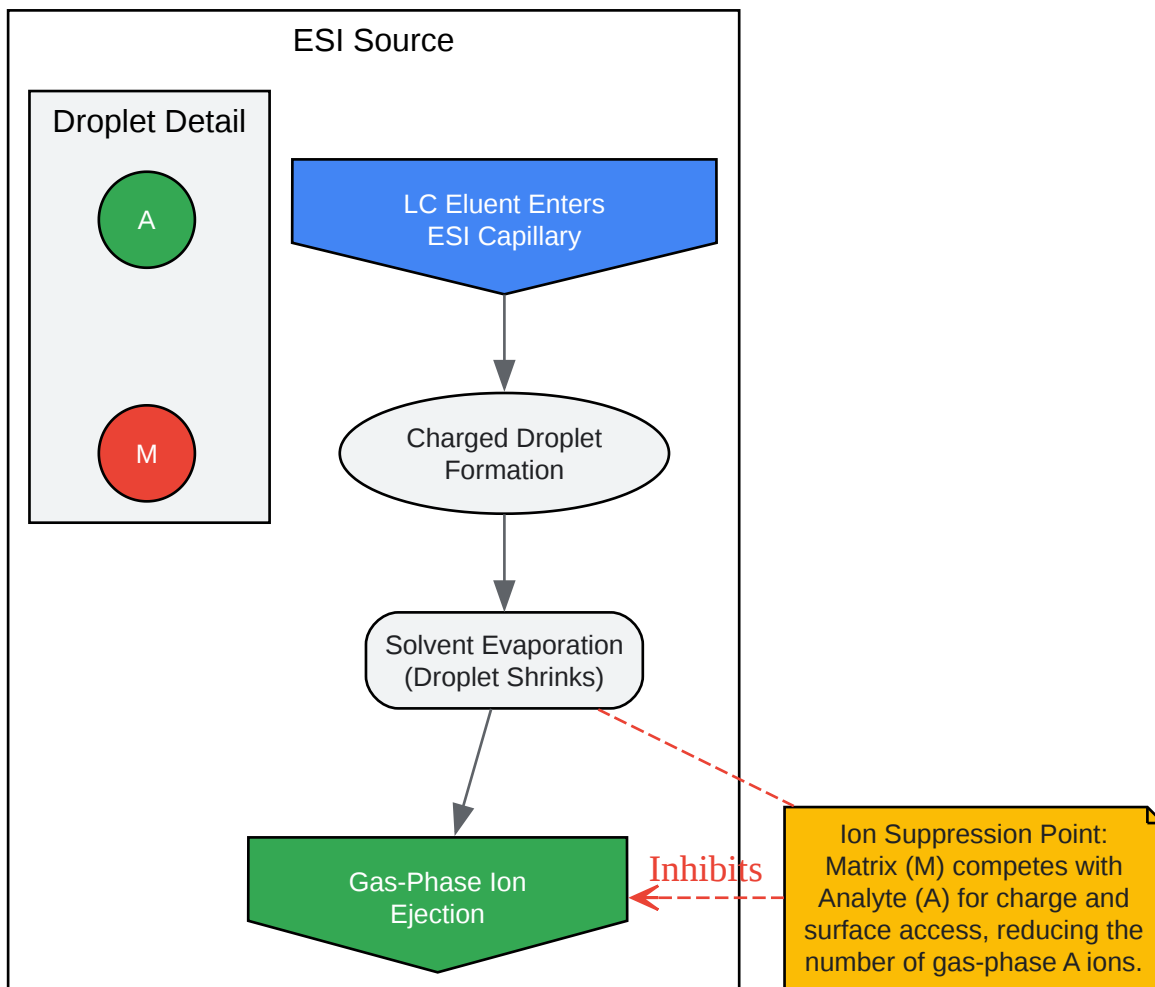 ESI Source
Droplet Detail
A
M
LC Eluent Enters
ESI Capillary
Charged Droplet
Formation
Solvent Evaporation
(Droplet Shrinks)
Gas-Phase Ion
Ejection
Inhibits
Ion Suppression Point:
Matrix (M) competes with
Analyte (A) for charge and
surface access, reducing the
number of gas-phase A ions.